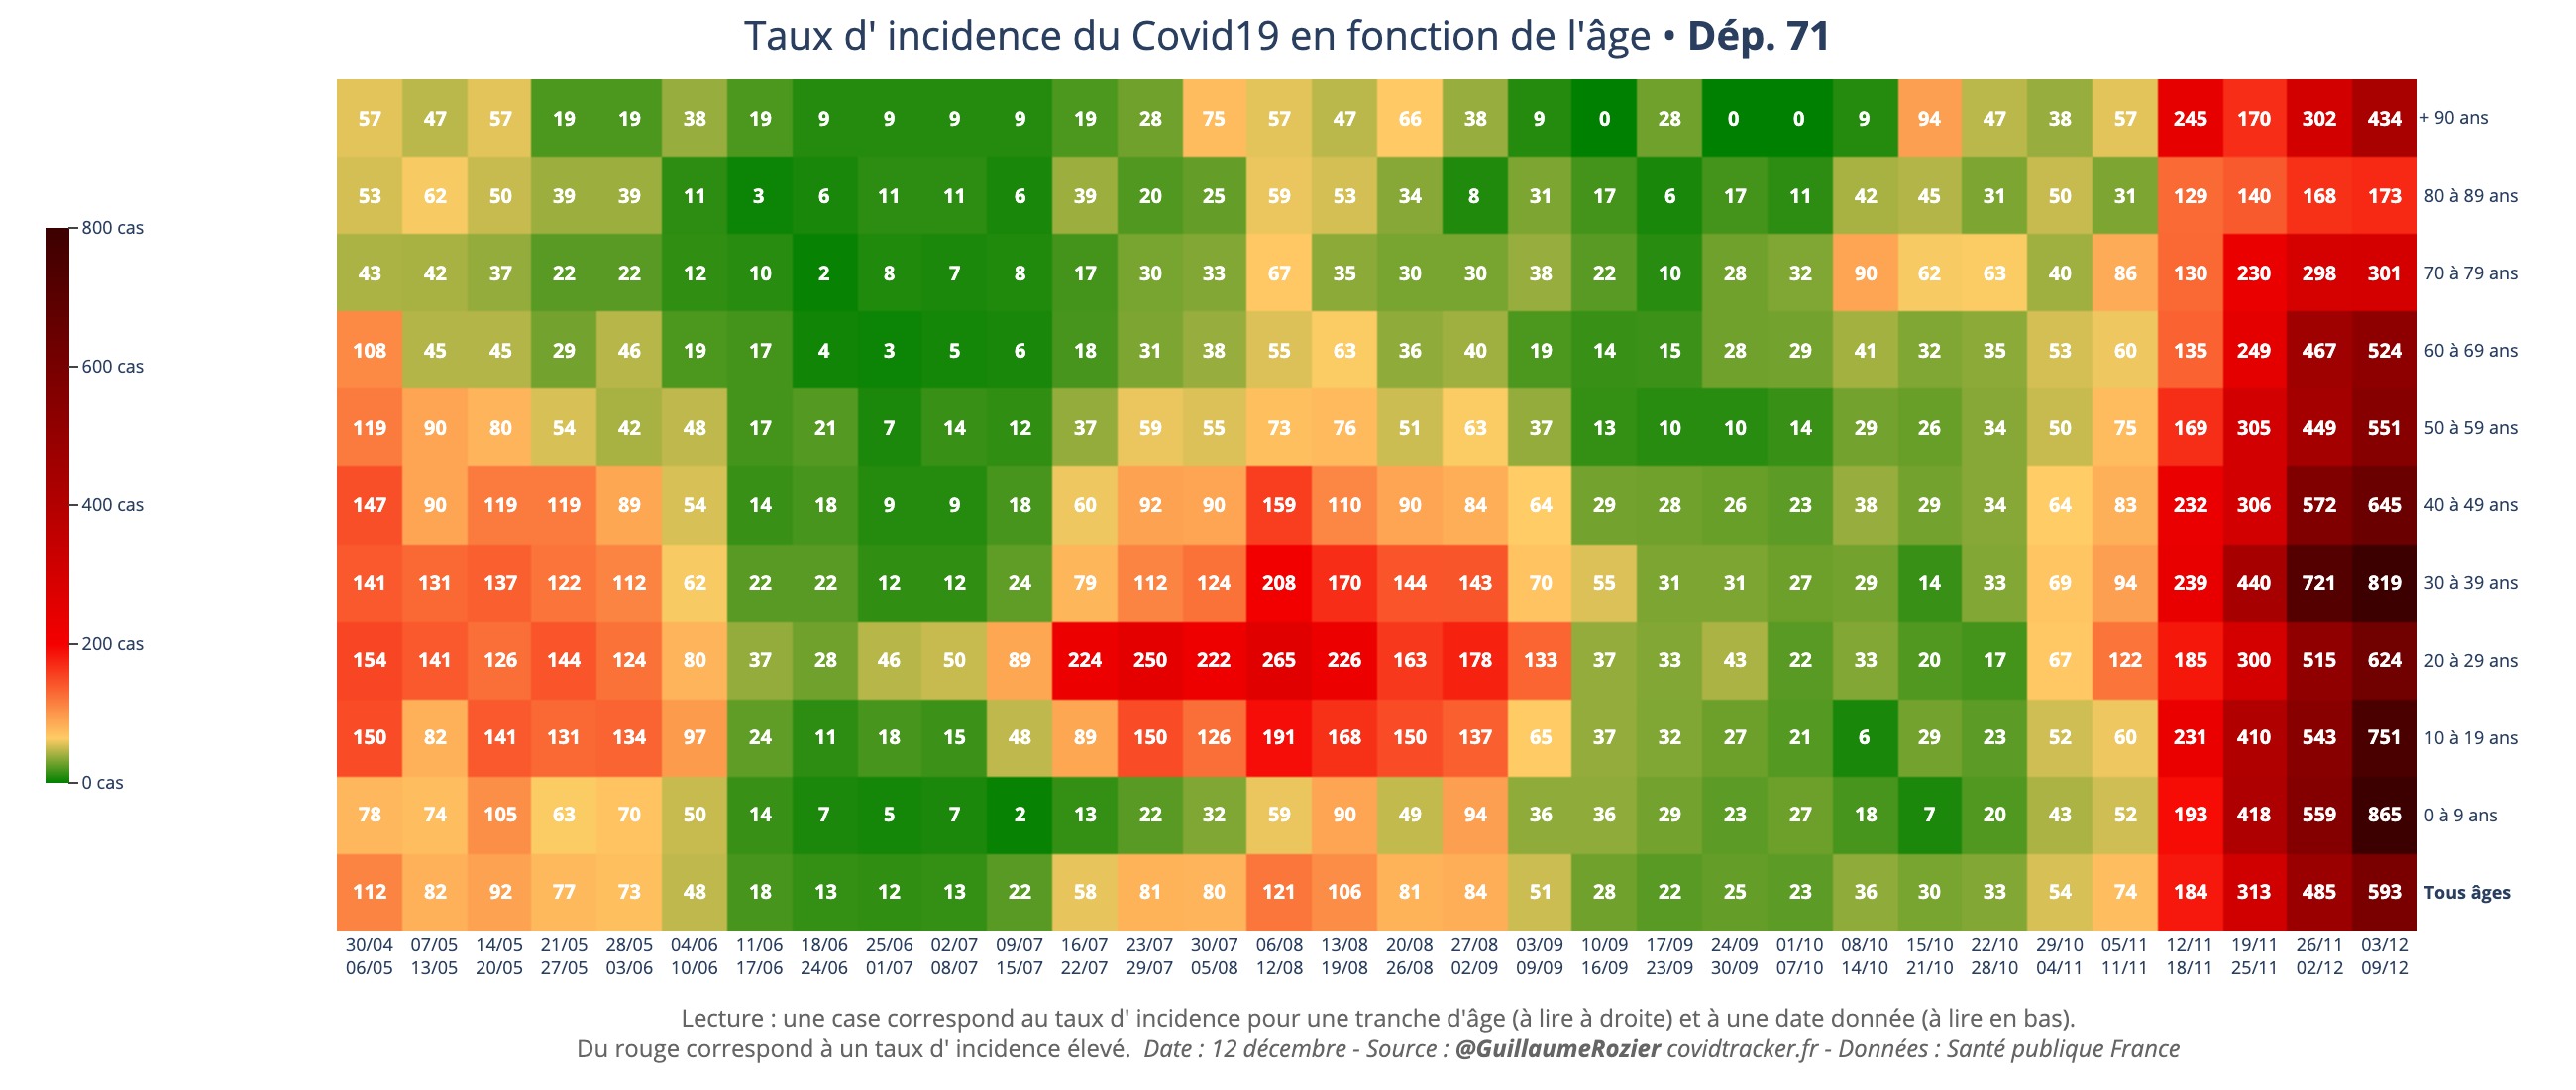 Taux d' incidence du Covid19 en fonction de l'âge • Dép. 71
57 47 57 19 19 38 19 9 9 9 9 19 28 75 57 47 66 38 9 0 28 0 0 9 94 47 38 57 245 170 302 434 + 90 ans
53 62 50 39 39 11 3 6 11 11 6 39 20 25 59 53 34 8 31 17 6 17 11 42 45 31 50 31 129 140 168 173 80 à 89 ans
800 cas
43 42 37 22 22 12 10 2 8 7 8 17 30 33 67 35 30 30 38 22 10 28 32 90 62 63 40 86 130 230 298 301 70 à 79 ans
108 45 45 29 46 19 17 4 3 5 6 18 31 38 55 63 36 40 19 14 15 28 29 41 32 35 53 60 135 249 467 524 60 à 69 ans
600 cas
119 90 80 54 42 48 17 21 7 14 12 37 59 55 73 76 51 63 37 13 10 10 14 29 26 34 50 75 169 305 449 551 50 à 59 ans
400 cas
147 90 119 119 89 54 14 18 9 9 18 60 92 90 159 110 90 84 64 29 28 26 23 38 29 34 64 83 232 306 572 645 40 à 49 ans
141 131 137 122 112 62 22 22 12 12 24 79 112 124 208 170 144 143 70 55 31 31 27 29 14 33 69 94 239 440 721 819 30 à 39 ans
200 cas
154 141 126 144 124 80 37 28 46 50 89 224 250 222 265 226 163 178 133 37 33 43 22 33 20 17 67 122 185 300 515 624 20 à 29 ans
150 82 141 131 134 97 24 11 18 15 48 89 150 126 191 168 150 137 65 37 32 27 21 6 29 23 52 60 231 410 543 751 10 à 19 ans
0 cas
78 74 105 63 70 50 14 7 5 7 2 13 22 32 59 90 49 94 36 36 29 23 27 18 7 20 43 52 193 418 559 865 0 à 9 ans
112 82 92 77 73 48 18 13 12 13 22 58 81 80 121 106 81 84 51 28 22 25 23 36 30 33 54 74 184 313 485 593 Tous âges
30/04 07/05 14/05 21/05 28/05 04/06 11/06 18/06 25/06 02/07 09/07 16/07 23/07 30/07 06/08 13/08 20/08 27/08 03/09 10/09 17/09 24/09 01/10 08/10 15/10 22/10 29/10 05/11 12/11 19/11 26/11 03/12
06/05 13/05 20/05 27/05 03/06 10/06 17/06 24/06 01/07 08/07 15/07 22/07 29/07 05/08 12/08 19/08 26/08 02/09 09/09 16/09 23/09 30/09 07/10 14/10 21/10 28/10 04/11 11/11 18/11 25/11 02/12 09/12
Lecture : une case correspond au taux d' incidence pour une tranche d'âge (à lire à droite) et à une date donnée (à lire en bas).
Du rouge correspond à un taux d' incidence élevé. Date : 12 décembre - Source : @GuillaumeRozier covidtracker.fr - Données : Santé publique France